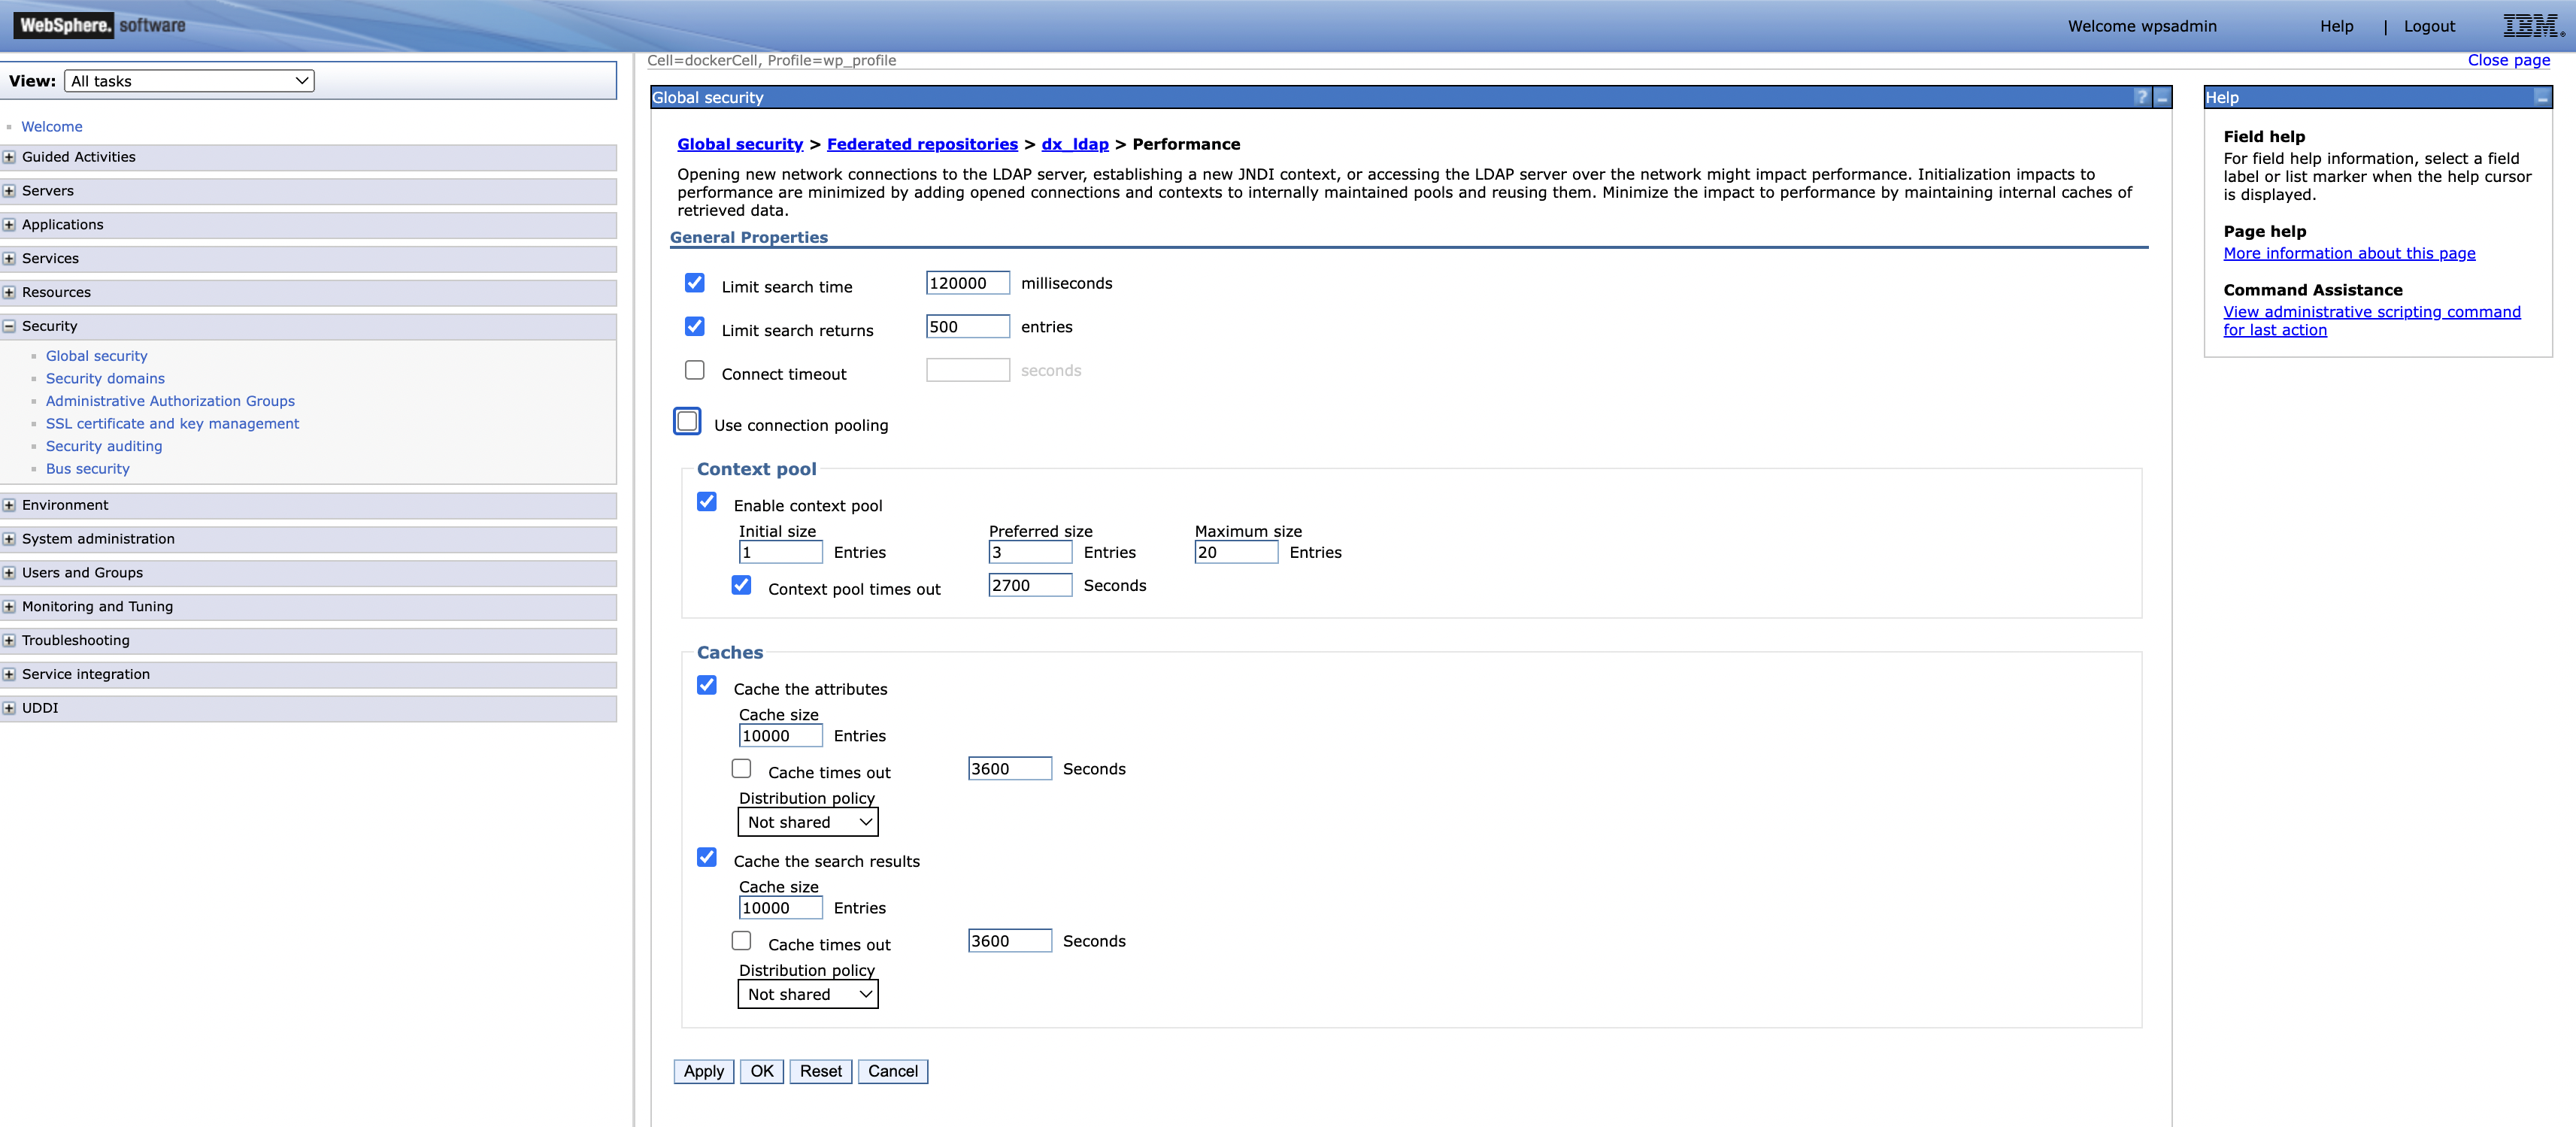 WebSphere. software
Welcome wpsadmin
Help | Logout
IBM.
View: All tasks
Welcome
Guided Activities
Servers
Applications
Services
Resources
Security
Global security
Security domains
Administrative Authorization Groups
SSL certificate and key management
Security auditing
Bus security
Environment
System administration
Users and Groups
Monitoring and Tuning
Troubleshooting
Service integration
UDDI
Cell=dockerCell, Profile=wp_profile
Close page
Global security
?
Global security > Federated repositories > dx_ldap > Performance
Opening new network connections to the LDAP server, establishing a new JNDI context, or accessing the LDAP server over the network might impact performance. Initialization impacts to
performance are minimized by adding opened connections and contexts to internally maintained pools and reusing them. Minimize the impact to performance by maintaining internal caches of
retrieved data.
General Properties
Limit search time 120000 milliseconds
Limit search returns 500 entries
Connect timeout seconds
Use connection pooling
Context pool
Enable context pool
Initial size Preferred size Maximum size
1 Entries 3 Entries 20 Entries
Context pool times out 2700 Seconds
Caches
Cache the attributes
Cache size
10000 Entries
Cache times out 3600 Seconds
Distribution policy
Not shared
Cache the search results
Cache size
10000 Entries
Cache times out 3600 Seconds
Distribution policy
Not shared
Apply OK Reset Cancel
Help
Field help
For field help information, select a field
label or list marker when the help cursor
is displayed.
Page help
More information about this page
Command Assistance
View administrative scripting command
for last action